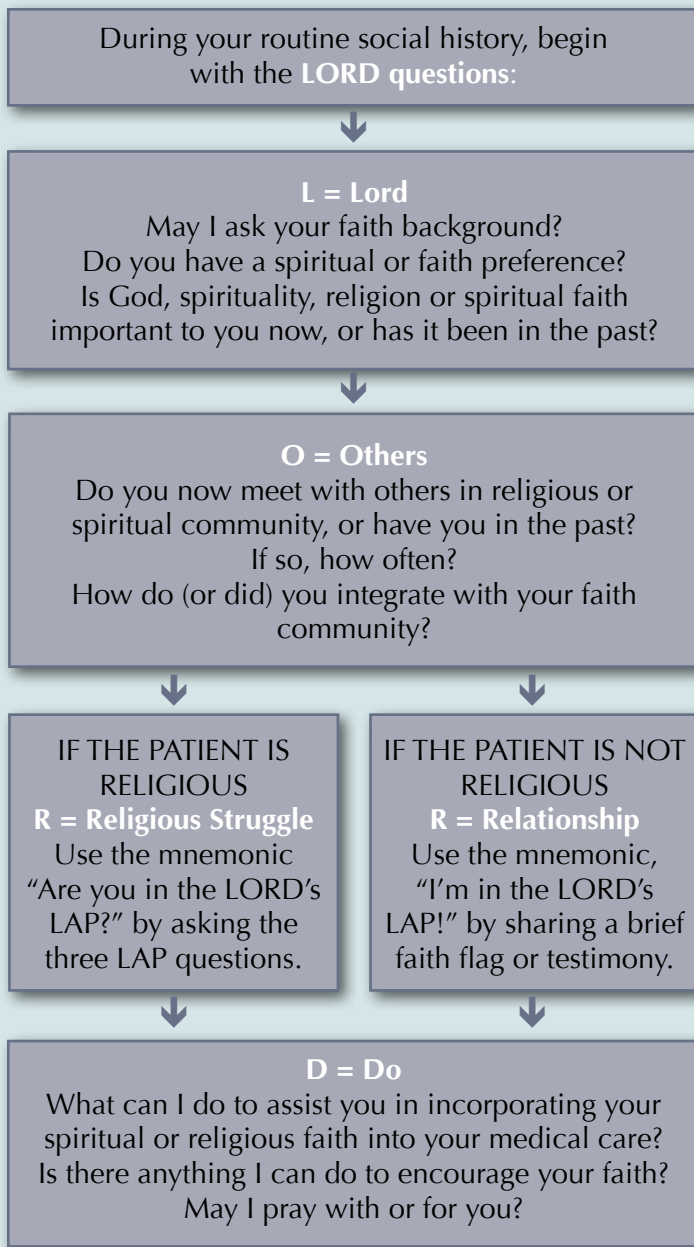 During your routine social history, begin
with the LORD questions:
L = Lord
May I ask your faith background?
Do you have a spiritual or faith preference?
Is God, spirituality, religion or spiritual faith
important to you now, or has it been in the past?
O = Others
Do you now meet with others in religious or
spiritual community, or have you in the past?
If so, how often?
How do (or did) you integrate with your faith
community?
IF THE PATIENT IS
RELIGIOUS
R = Religious Struggle
Use the mnemonic
“Are you in the LORD’s
LAP?” by asking the
three LAP questions.
IF THE PATIENT IS NOT
RELIGIOUS
R = Relationship
Use the mnemonic,
“I’m in the LORD’s
LAP!” by sharing a brief
faith flag or testimony.
D = Do
What can I do to assist you in incorporating your
spiritual or religious faith into your medical care?
Is there anything I can do to encourage your faith?
May I pray with or for you?